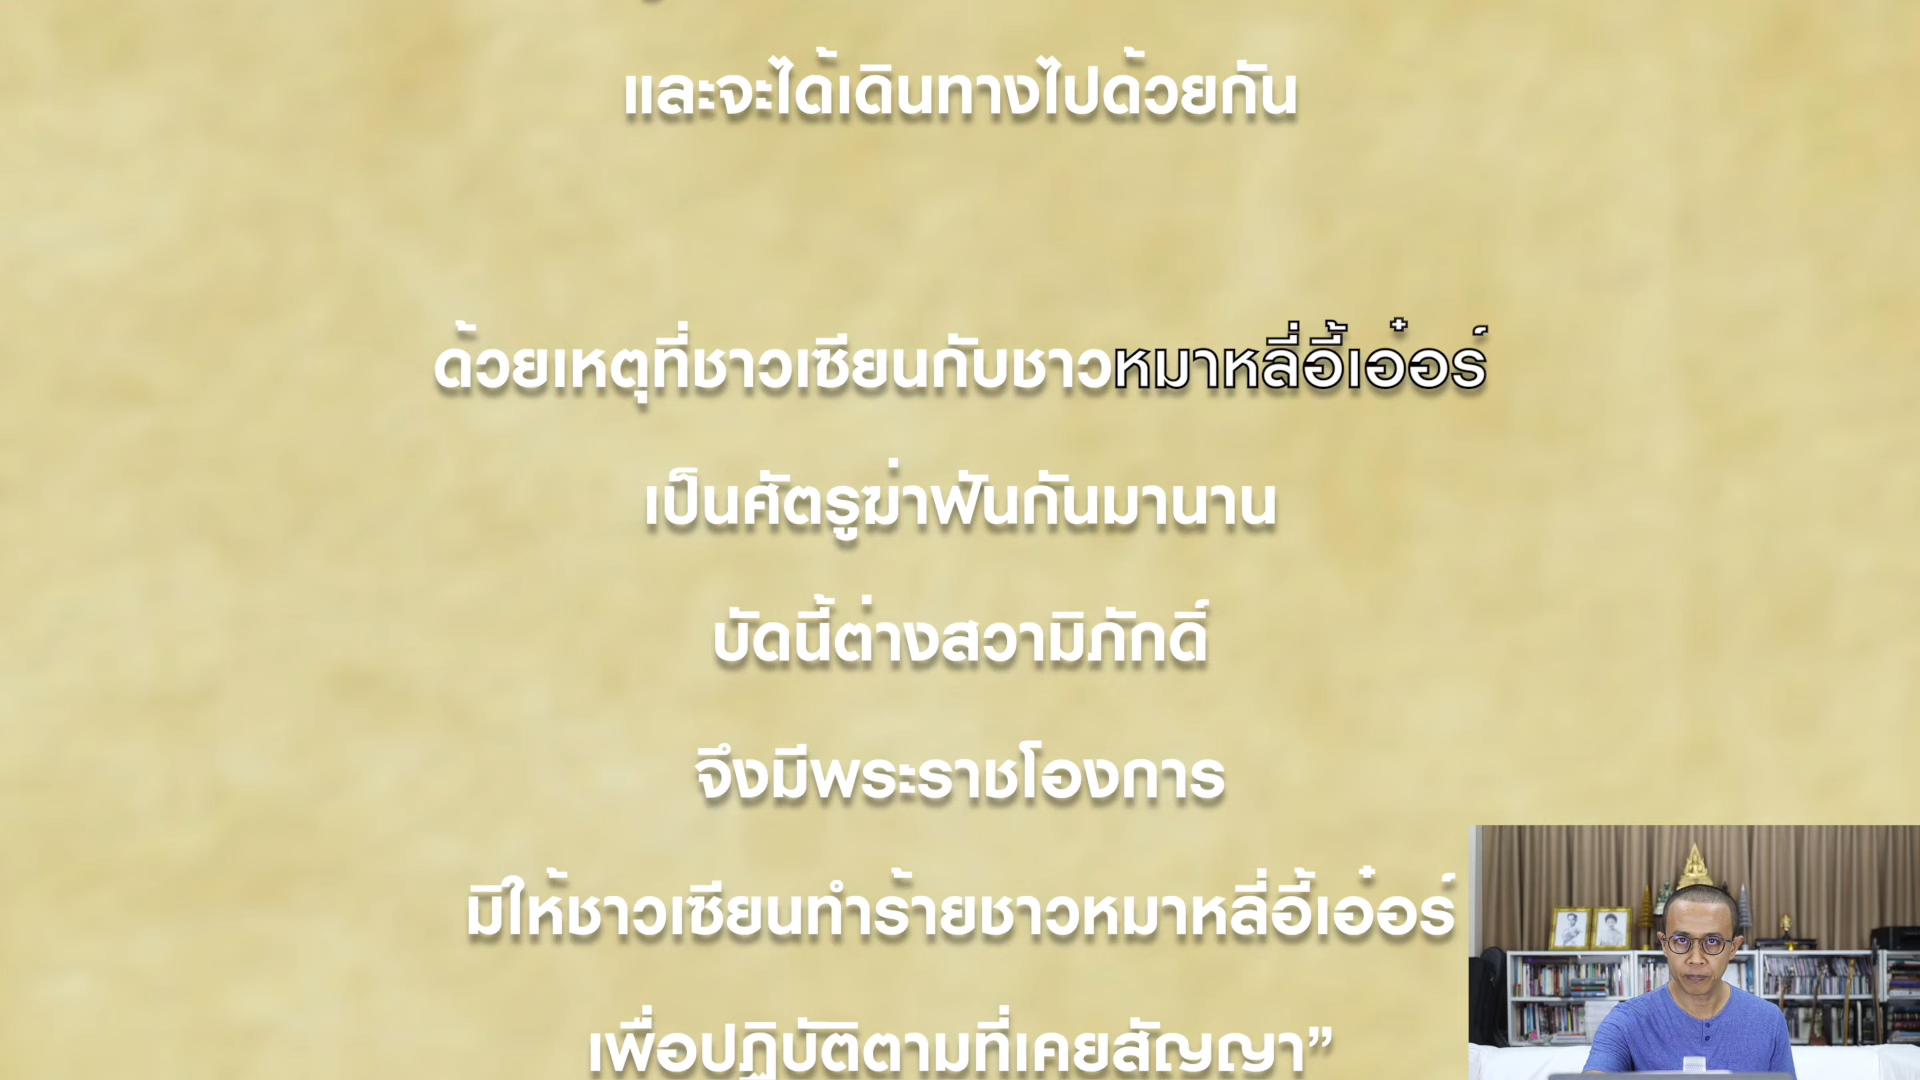 และจะได้เดินทางไปด้วยกัน
ด้วยเหตุที่ชาวเซียนกับชาวหมาหลี่อี้เอ๋อร์
เป็นศัตรูฆ่าฟันกันมานาน
บัดนี้ต่างสวามิภักดิ์
จึงมีพระราชโองการ
มิให้ชาวเซียนทำร้ายชาวหมาหลี่อี้เอ๋อร์
เพื่อปฏิบัติตามที่เคยสัญญา”